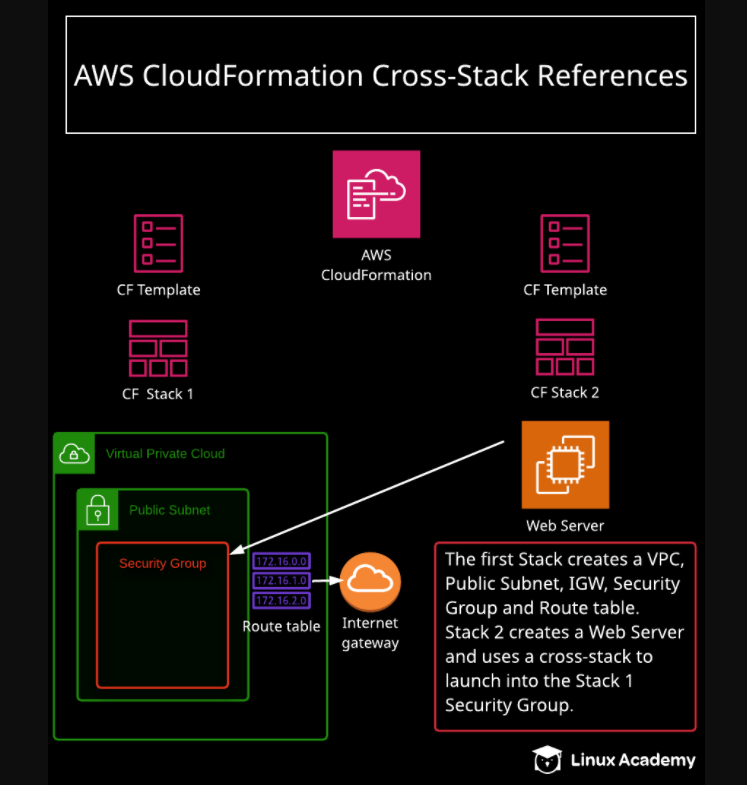 AWS CloudFormation Cross-Stack References
AWS
CloudFormation
CF Template
CF Template
CF Stack 1
CF Stack 2
Virtual Private Cloud
Public Subnet
Security Group
172.16.0.0
172.16.1.0
172.16.2.0
Route table
Internet
gateway
Web Server
The first Stack creates a VPC,
Public Subnet, IGW, Security
Group and Route table.
Stack 2 creates a Web Server
and uses a cross-stack to
launch into the Stack 1
Security Group.
Linux Academy